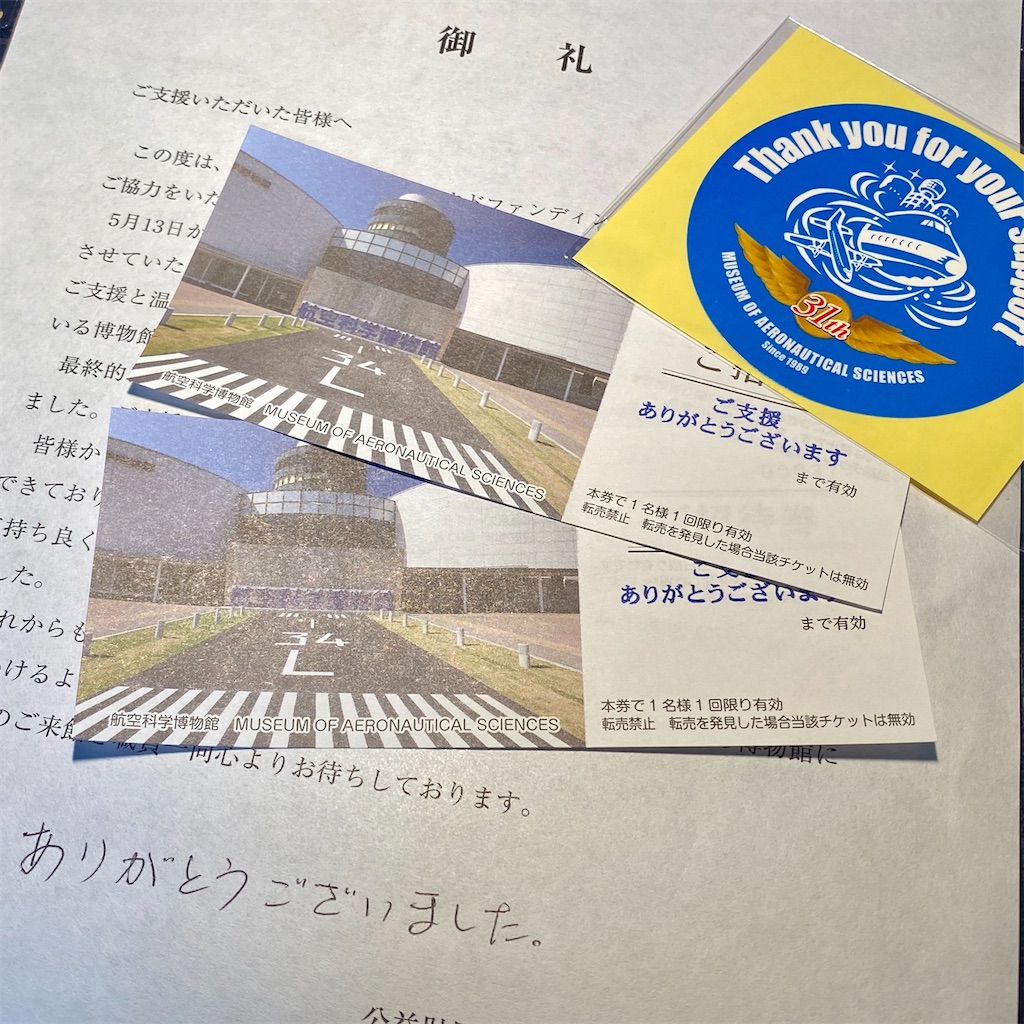 御 礼
ご支援いただいた皆様へ
この度は、
ドファンディン
ご協力をいた
5月13日か
させていた
ご支援と温
いる博物館
最終的
ました。
皆様か
できており
持ち良く
した。
れからも
けるよ
のご来館
職員一同心よりお待ちしております。
博物館に
ありがとうございました。
公益財
航空科学博物館
34
L
航空科学博物館 MUSEUM OF AERONAUTICAL SCIENCES
ご招
ご支援
ありがとうございます
まで有効
本券で1名様1回限り有効
転売禁止 転売を発見した場合当該チケットは無効
34
L
航空科学博物館 MUSEUM OF AERONAUTICAL SCIENCES
ありがとうございます
まで有効
本券で1名様1回限り有効
転売禁止 転売を発見した場合当該チケットは無効
Thank you for your support
31th
MUSEUM OF AERONAUTICAL SCIENCES
Since 1989